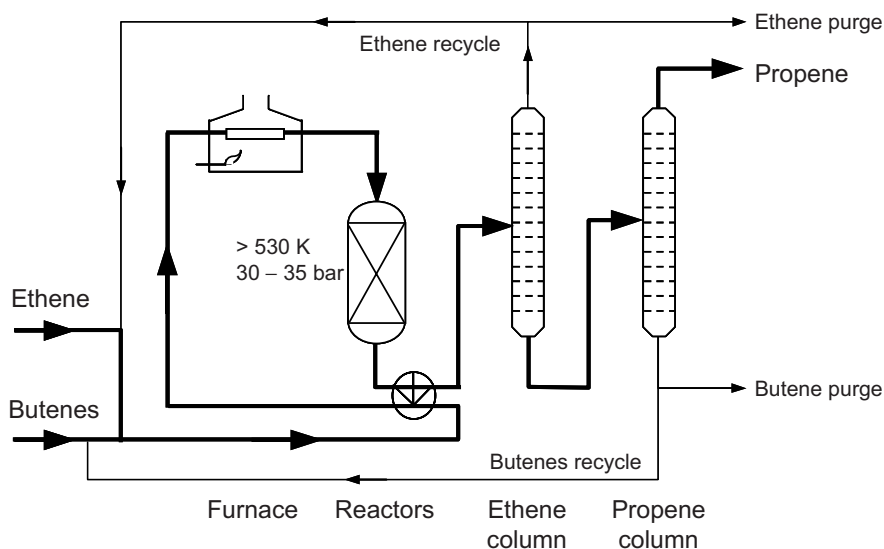 Ethene purge
Ethene recycle
Propene
> 530 K
30 – 35 bar
Ethene
Butenes
Butene purge
Butenes recycle
Furnace
Reactors
Ethene
column
Propene
column